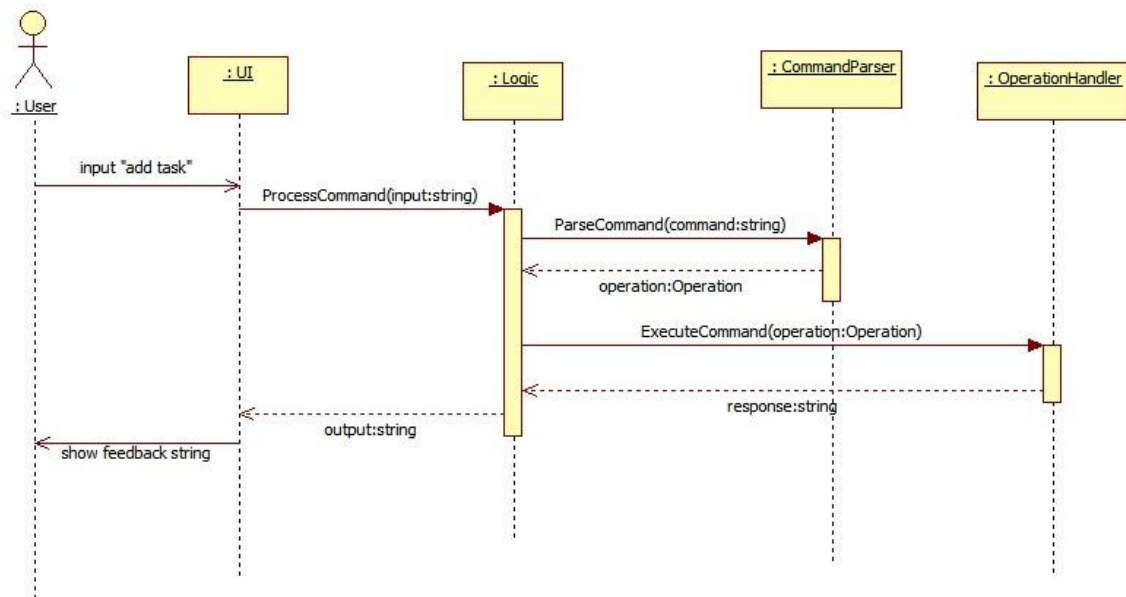 : User
: UI
: Logic
: CommandParser
: OperationHandler
input "add task"
ProcessCommand(input:string)
ParseCommand(command:string)
operation:Operation
ExecuteCommand(operation:Operation)
response:string
output:string
show feedback string